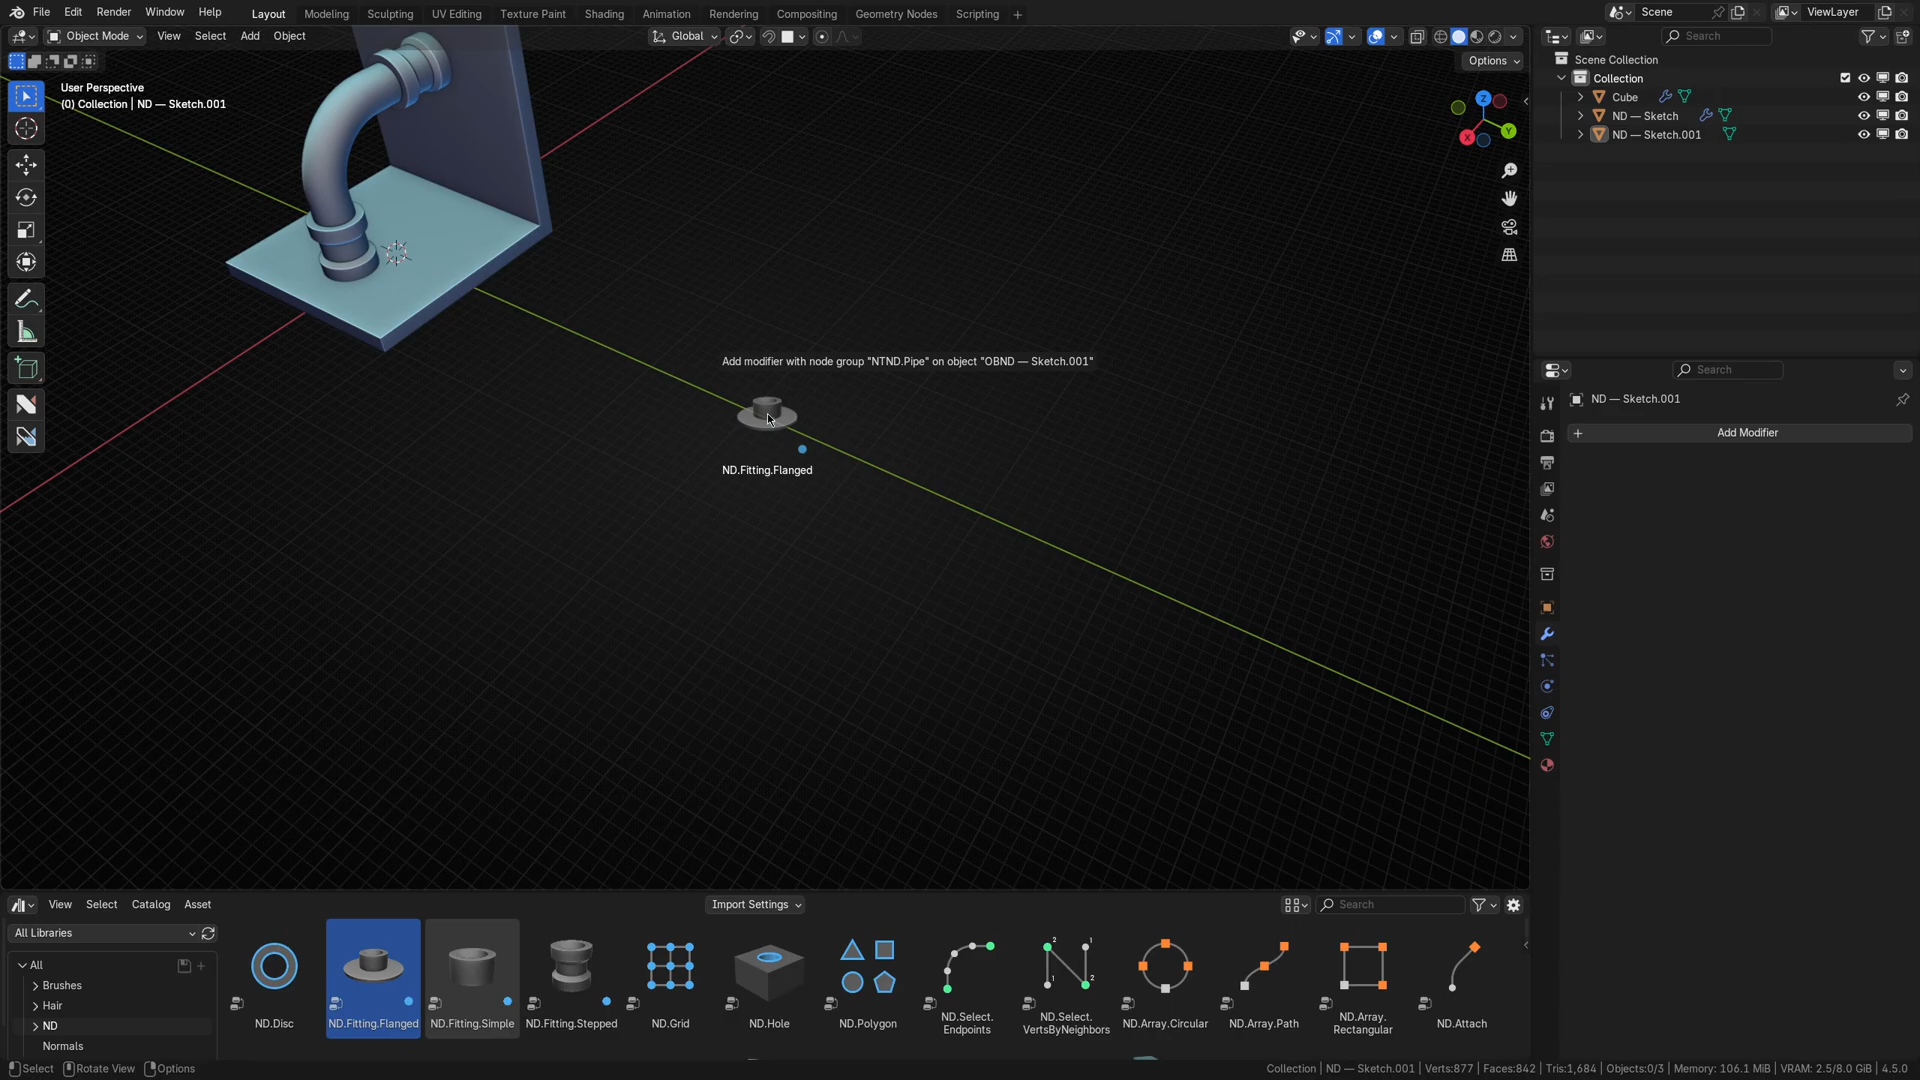 File Edit Render Window Help Layout Modeling Sculpting UV Editing Texture Paint Shading Animation Rendering Compositing Geometry Nodes Scripting Scene ViewLayer
Object Mode View Select Add Object Global Search
Options
User Perspective
(0) Collection | ND — Sketch.001
Z
Y
X
Scene Collection
Collection
Cube
ND — Sketch
ND — Sketch.001
Search
ND — Sketch.001
Add Modifier
Add modifier with node group "NTND.Pipe" on object "OBND — Sketch.001"
ND.Fitting.Flanged
View Select Catalog Asset Import Settings Search
All Libraries
All
Brushes
Hair
ND
Normals
ND.Disc
ND.Fitting.Flanged
ND.Fitting.Simple
ND.Fitting.Stepped
ND.Grid
ND.Hole
ND.Polygon
ND.Select.
Endpoints
2 1
1 2
ND.Select.
VertsByNeighbors
ND.Array.Circular
ND.Array.Path
ND.Array.
Rectangular
ND.Attach
Select Rotate View Options
Collection | ND — Sketch.001 | Verts:877 | Faces:842 | Tris:1,684 | Objects:0/3 | Memory: 106.1 MiB | VRAM: 2.5/8.0 GiB | 4.5.0